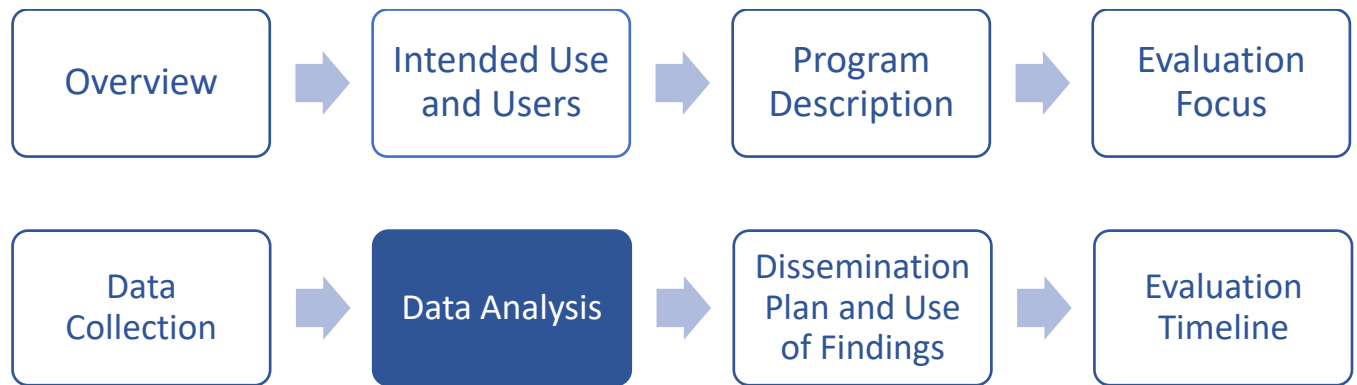 Overview
Intended Use
and Users
Program
Description
Evaluation
Focus
Data
Collection
Data Analysis
Dissemination
Plan and Use
of Findings
Evaluation
Timeline